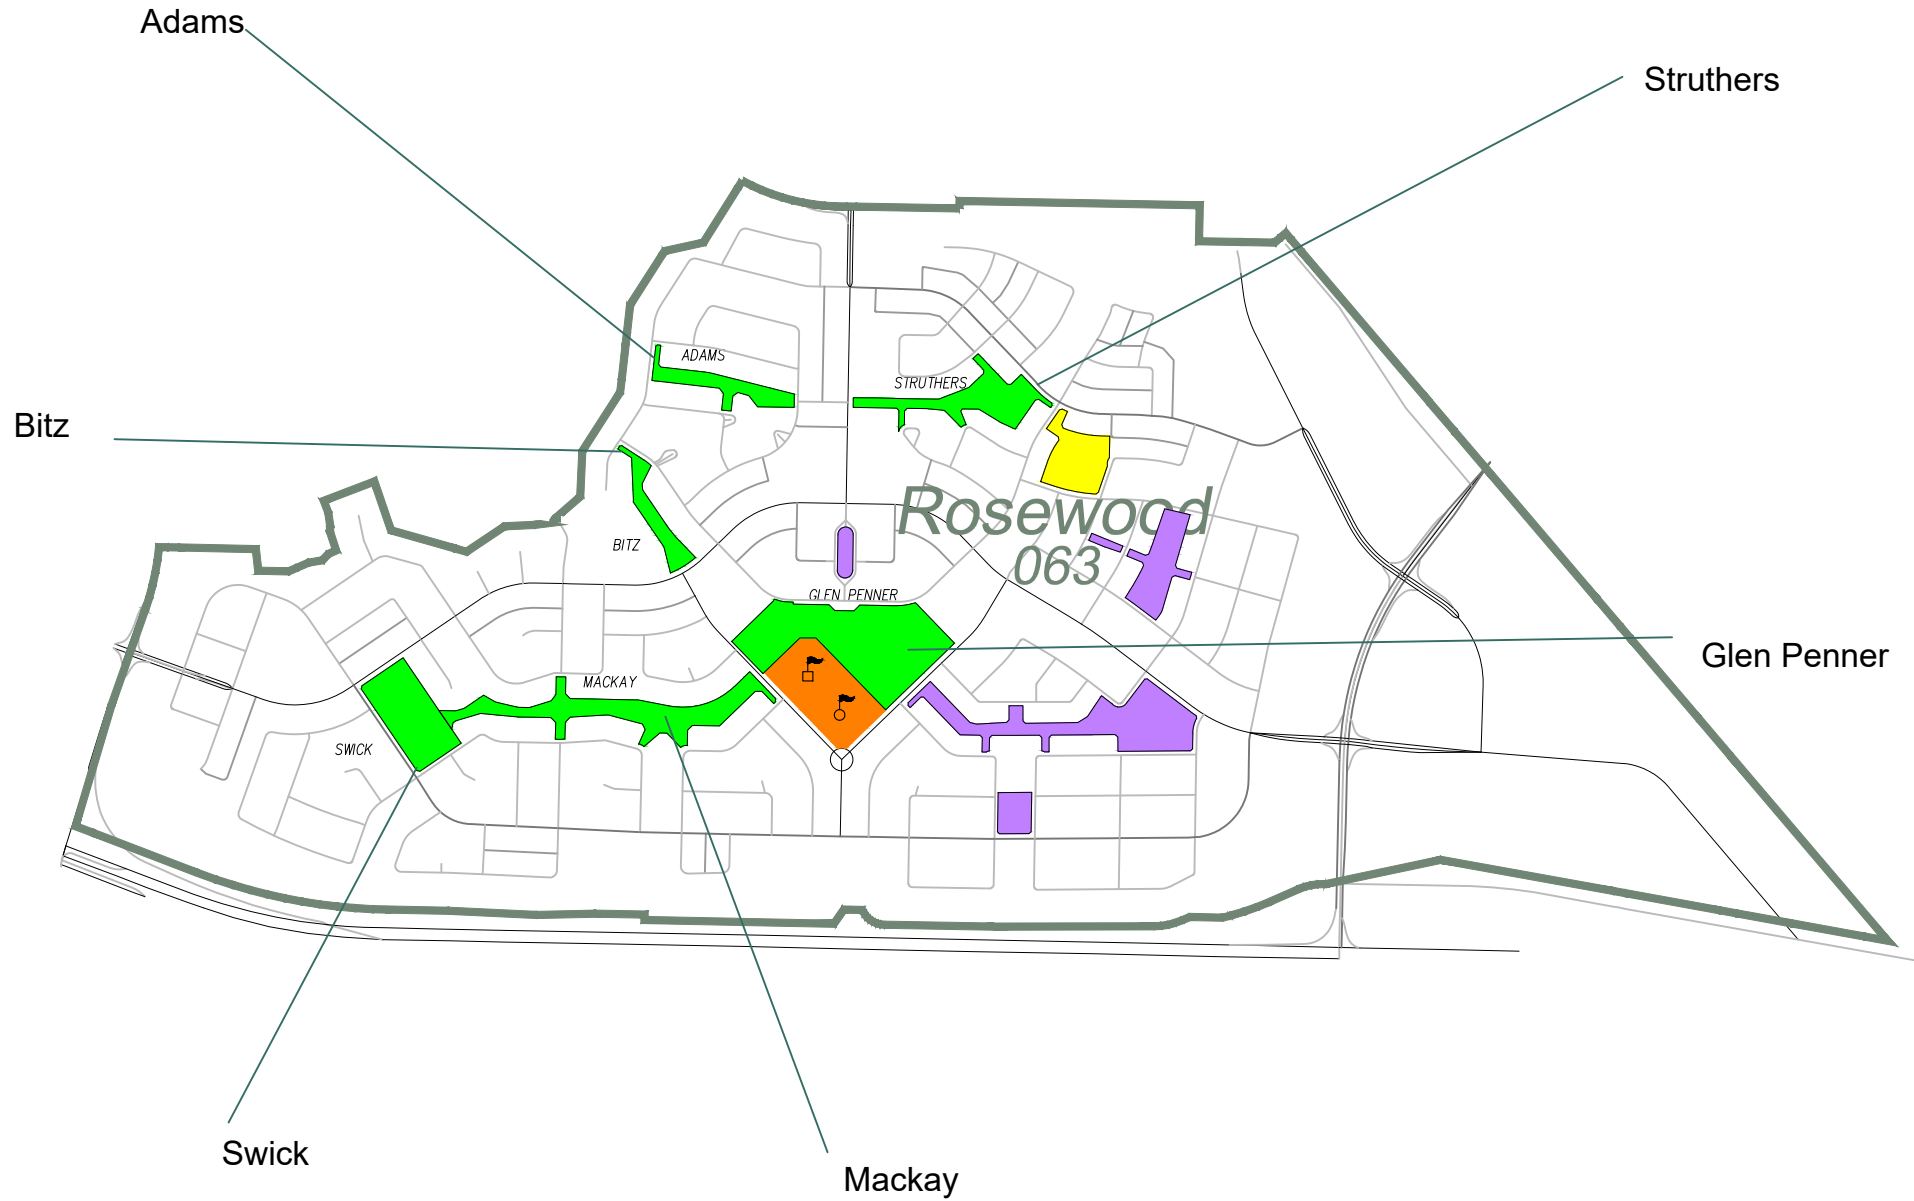 Adams
Struthers
ADAMS
STRUTHERS
Bitz
Rosewood
063
BITZ
GLEN PENNER
Glen Penner
MACKAY
SWICK
Swick
Mackay